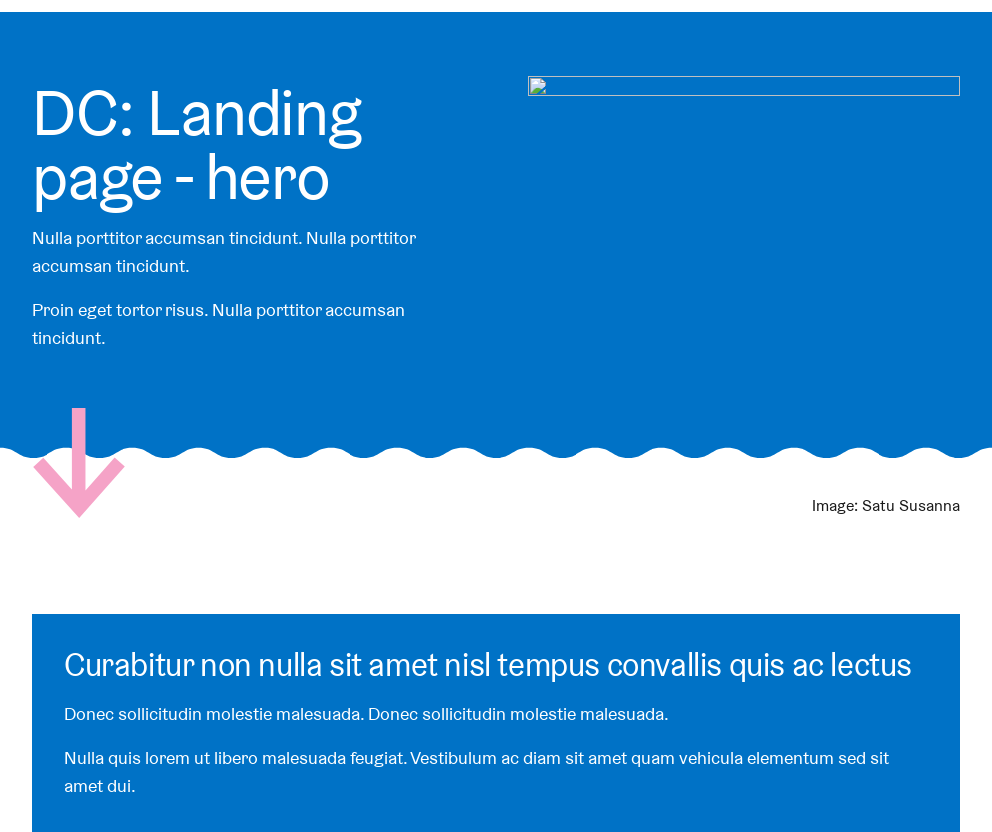 DC: Landing
page - hero
Nulla porttitor accumsan tincidunt. Nulla porttitor
accumsan tincidunt.
Proin eget tortor risus. Nulla porttitor accumsan
tincidunt.
Image: Satu Susanna
Curabitur non nulla sit amet nisl tempus convallis quis ac lectus
Donec sollicitudin molestie malesuada. Donec sollicitudin molestie malesuada.
Nulla quis lorem ut libero malesuada feugiat. Vestibulum ac diam sit amet quam vehicula elementum sed sit
amet dui.